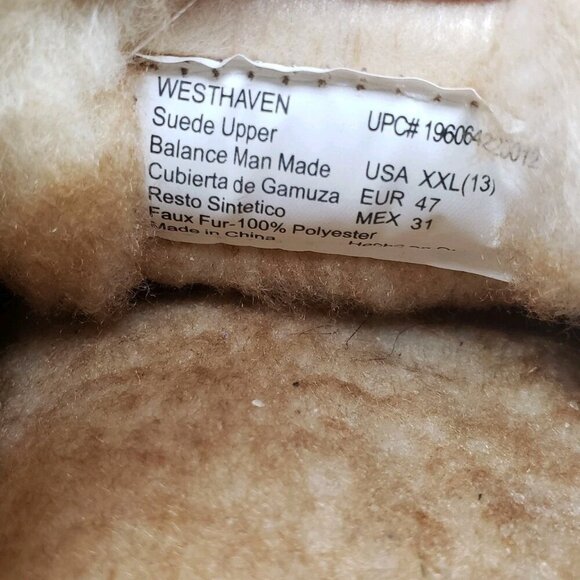 WESTHAVEN
Suede Upper UPC#
Balance Man Made USA XXL(13)
Cubierta de Gamuza EUR 47
Resto Sintetico MEX 31
Faux Fur-100% Polyester
Made in China